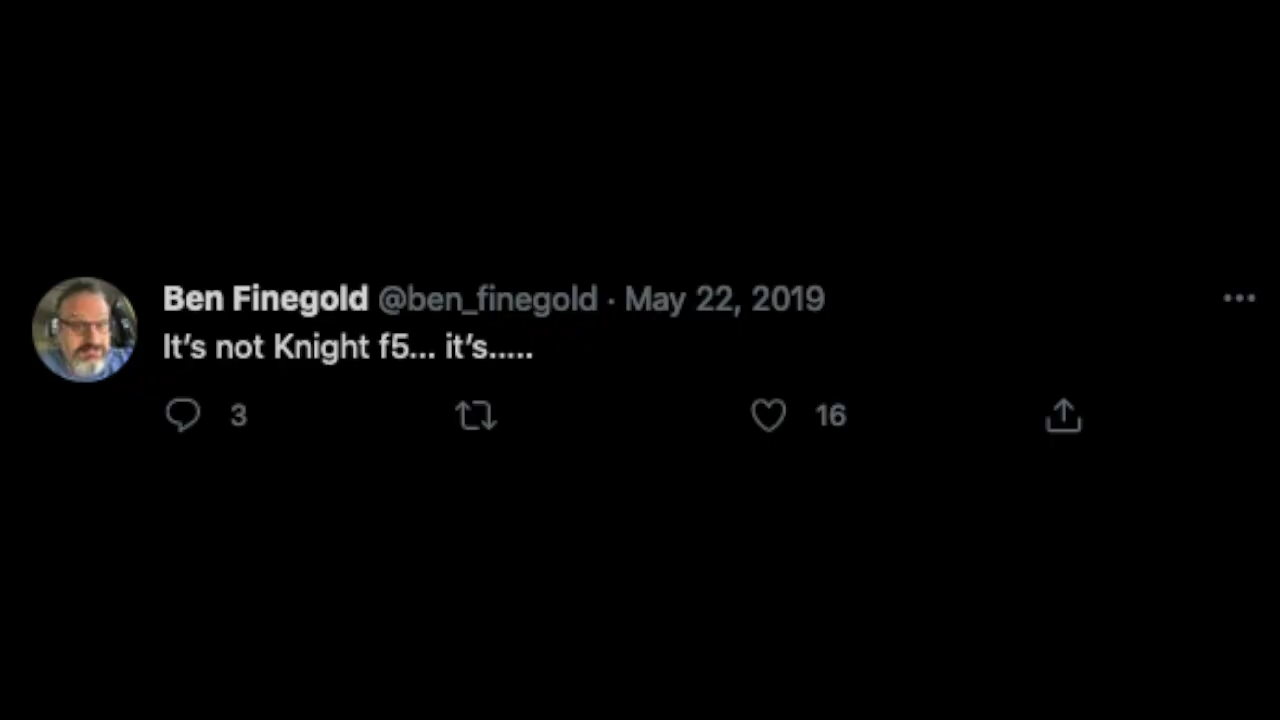 Ben Finegold @ben_finegold · May 22, 2019
It’s not Knight f5... it’s.....
3 16